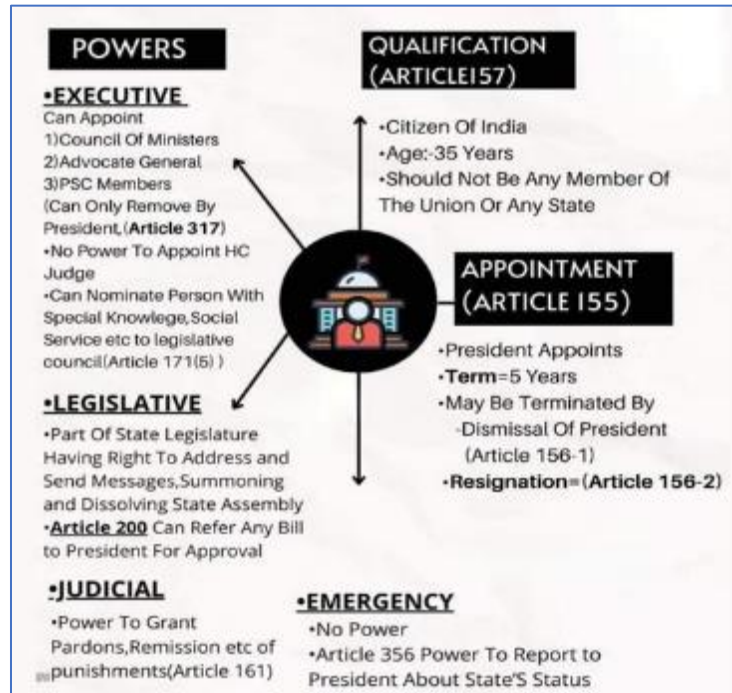 POWERS
•EXECUTIVE
Can Appoint
1)Council Of Ministers
2)Advocate General
3)PSC Members
(Can Only Remove By
President,(Article 317)
•No Power To Appoint HC
Judge
•Can Nominate Person With
Special Knowlege,Social
Service etc to legislative
council(Article 171(5) )
•LEGISLATIVE
•Part Of State Legislature
Having Right To Address and
Send Messages,Summoning
and Dissolving State Assembly
•Article 200 Can Refer Any Bill
to President For Approval
•JUDICIAL
•Power To Grant
Pardons,Remission etc of
punishments(Article 161)
QUALIFICATION
(ARTICLE157)
•Citizen Of India
•Age:-35 Years
•Should Not Be Any Member Of
The Union Or Any State
APPOINTMENT
(ARTICLE 155)
•President Appoints
•Term=5 Years
•May Be Terminated By
-Dismissal Of President
(Article 156-1)
•Resignation=(Article 156-2)
•EMERGENCY
•No Power
•Article 356 Power To Report to
President About State'S Status